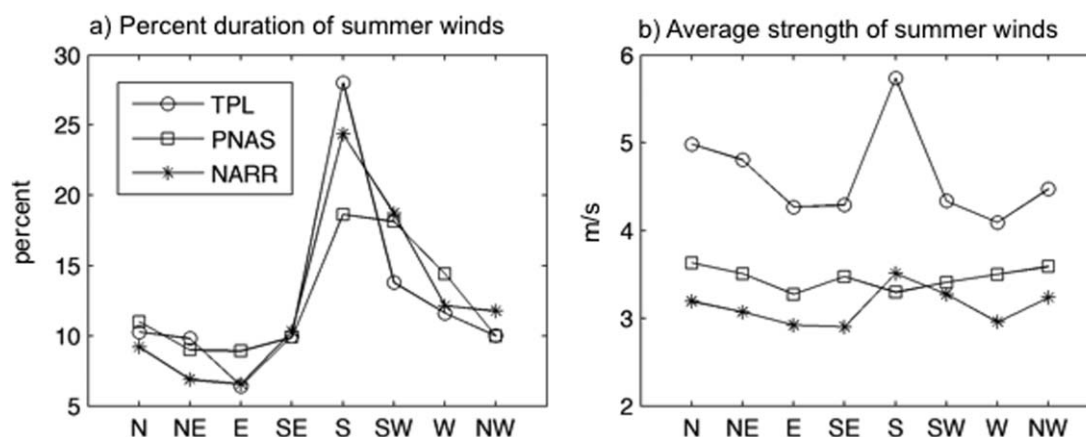 a) Percent duration of summer winds
30
25
20
15
10
5
percent
TPL
PNAS
NARR
N NE E SE S SW W NW
b) Average strength of summer winds
6
5
4
3
2
m/s
N NE E SE S SW W NW